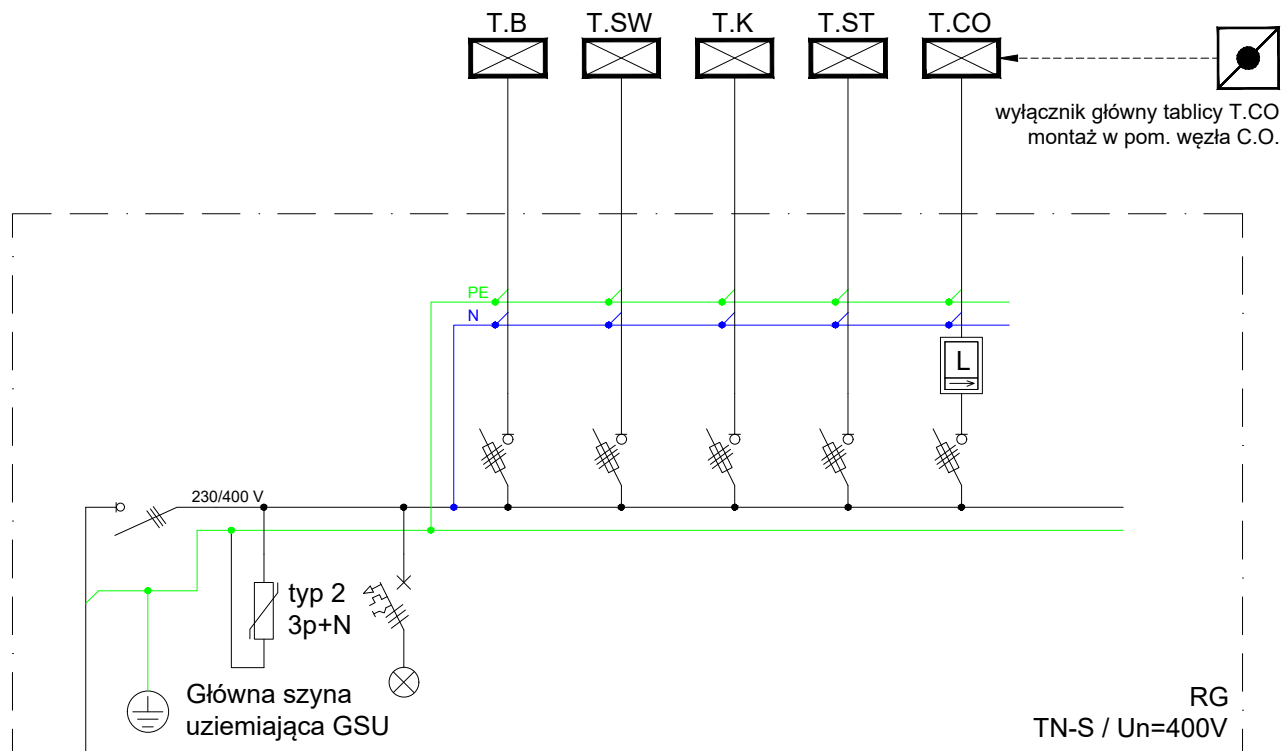 T.B
T.SW
T.K
T.ST
T.CO
wyłącznik główny tablicy T.CO
montaż w pom. węzła C.O.
PE
N
L
230/400 V
typ 2
3p+N
Główna szyna
uziemiająca GSU
RG
TN-S / Un=400V